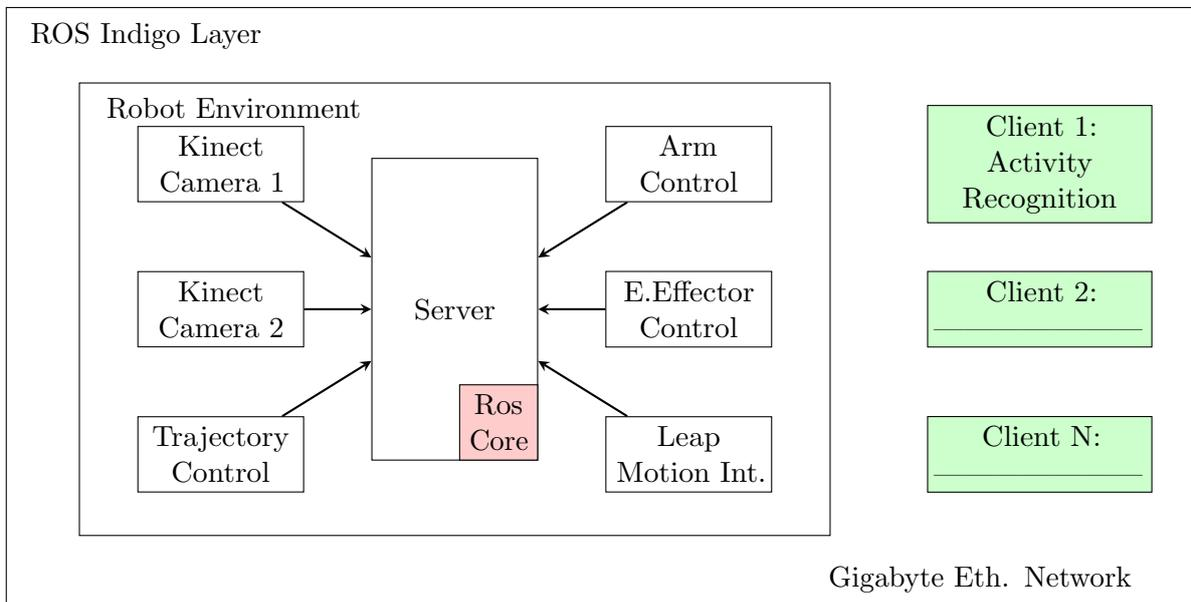 ROS Indigo Layer
Robot Environment
Kinect
Camera 1
Kinect
Camera 2
Trajectory
Control
Server
Ros
Core
Arm
Control
E.Effector
Control
Leap
Motion Int.
Client 1:
Activity
Recognition
Client 2:
Client N:
Gigabyte Eth. Network